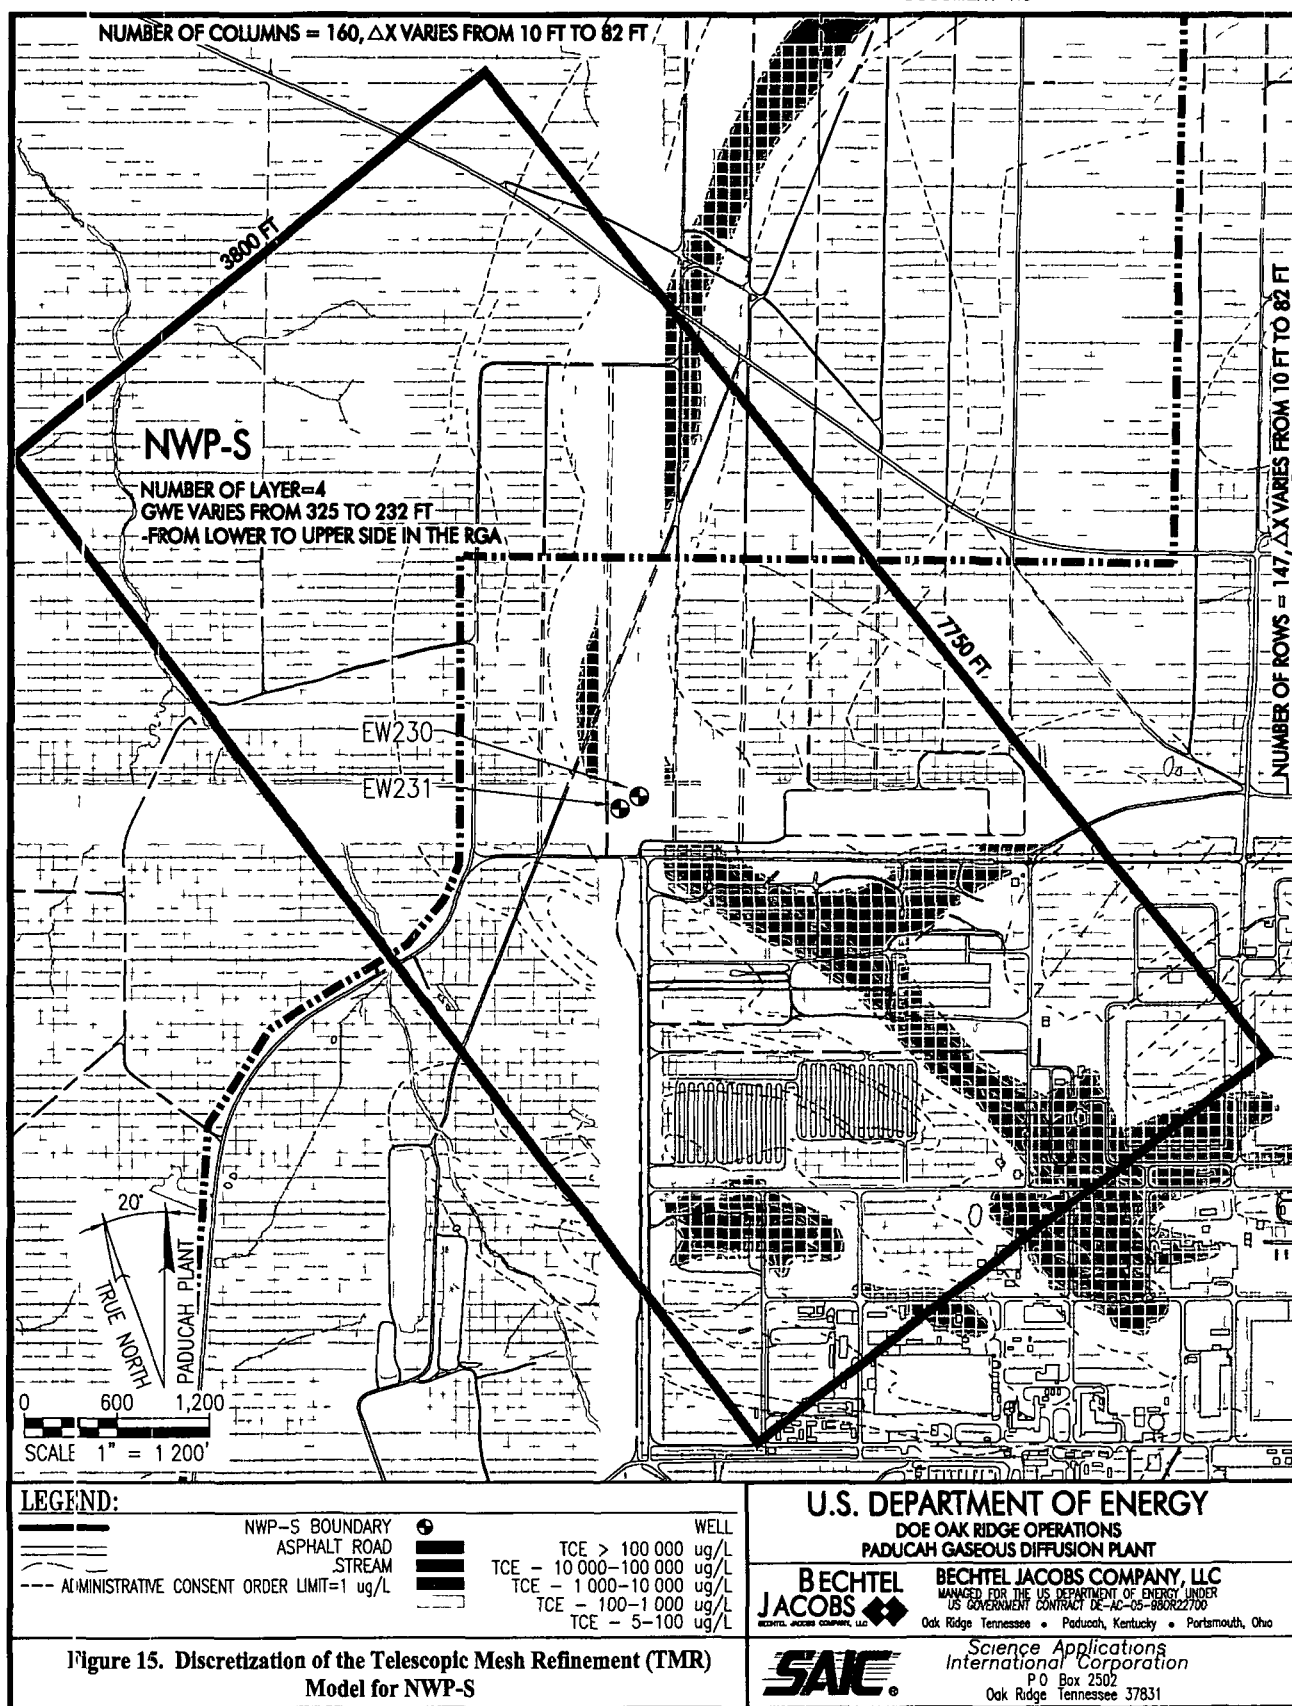 NUMBER OF COLUMNS = 160, △X VARIES FROM 10 FT TO 82 FT
3800 FT
NWP-S
NUMBER OF LAYER=4
GWE VARIES FROM 325 TO 232 FT
-FROM LOWER TO UPPER SIDE IN THE RGA
NUMBER OF ROWS = 147, △X VARIES FROM 10 FT TO 82 FT
7750 FT.
EW230
EW231
20°
TRUE NORTH
PADUCAH PLANT
0 600 1,200
SCALE 1" = 1 200'
LEGEND:
NWP-S BOUNDARY
ASPHALT ROAD
STREAM
ADMINISTRATIVE CONSENT ORDER LIMIT=1 ug/L
WELL
TCE > 100 000 ug/L
TCE - 10 000-100 000 ug/L
TCE - 1 000-10 000 ug/L
TCE - 100-1 000 ug/L
TCE - 5-100 ug/L
Figure 15. Discretization of the Telescopic Mesh Refinement (TMR)
Model for NWP-S
U.S. DEPARTMENT OF ENERGY
DOE OAK RIDGE OPERATIONS
PADUCAH GASEOUS DIFFUSION PLANT
BECHTEL
JACOBS
BECHTEL JACOBS COMPANY, LLC
BECHTEL JACOBS COMPANY, LLC
MANAGED FOR THE US DEPARTMENT OF ENERGY UNDER
US GOVERNMENT CONTRACT DE-AC-05-98OR22700
Oak Ridge Tennessee • Paducah, Kentucky • Portsmouth, Ohio
SAIC
Science Applications
International Corporation
P O Box 2502
Oak Ridge Tennessee 37831